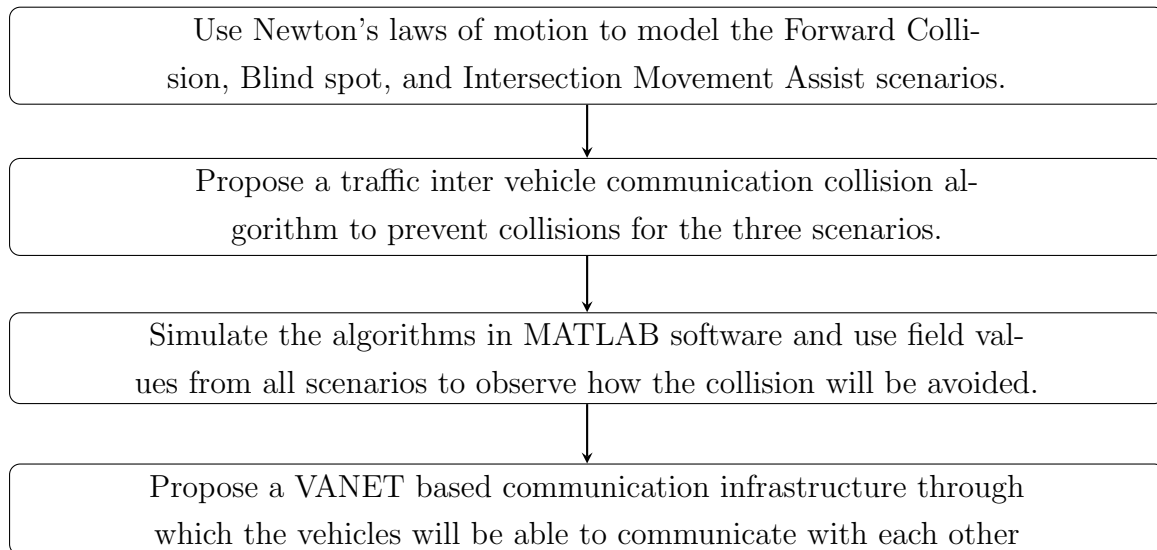 Use Newton's laws of motion to model the Forward Colli-
sion, Blind spot, and Intersection Movement Assist scenarios.
Propose a traffic inter vehicle communication collision al-
gorithm to prevent collisions for the three scenarios.
Simulate the algorithms in MATLAB software and use field val-
ues from all scenarios to observe how the collision will be avoided.
Propose a VANET based communication infrastructure through
which the vehicles will be able to communicate with each other